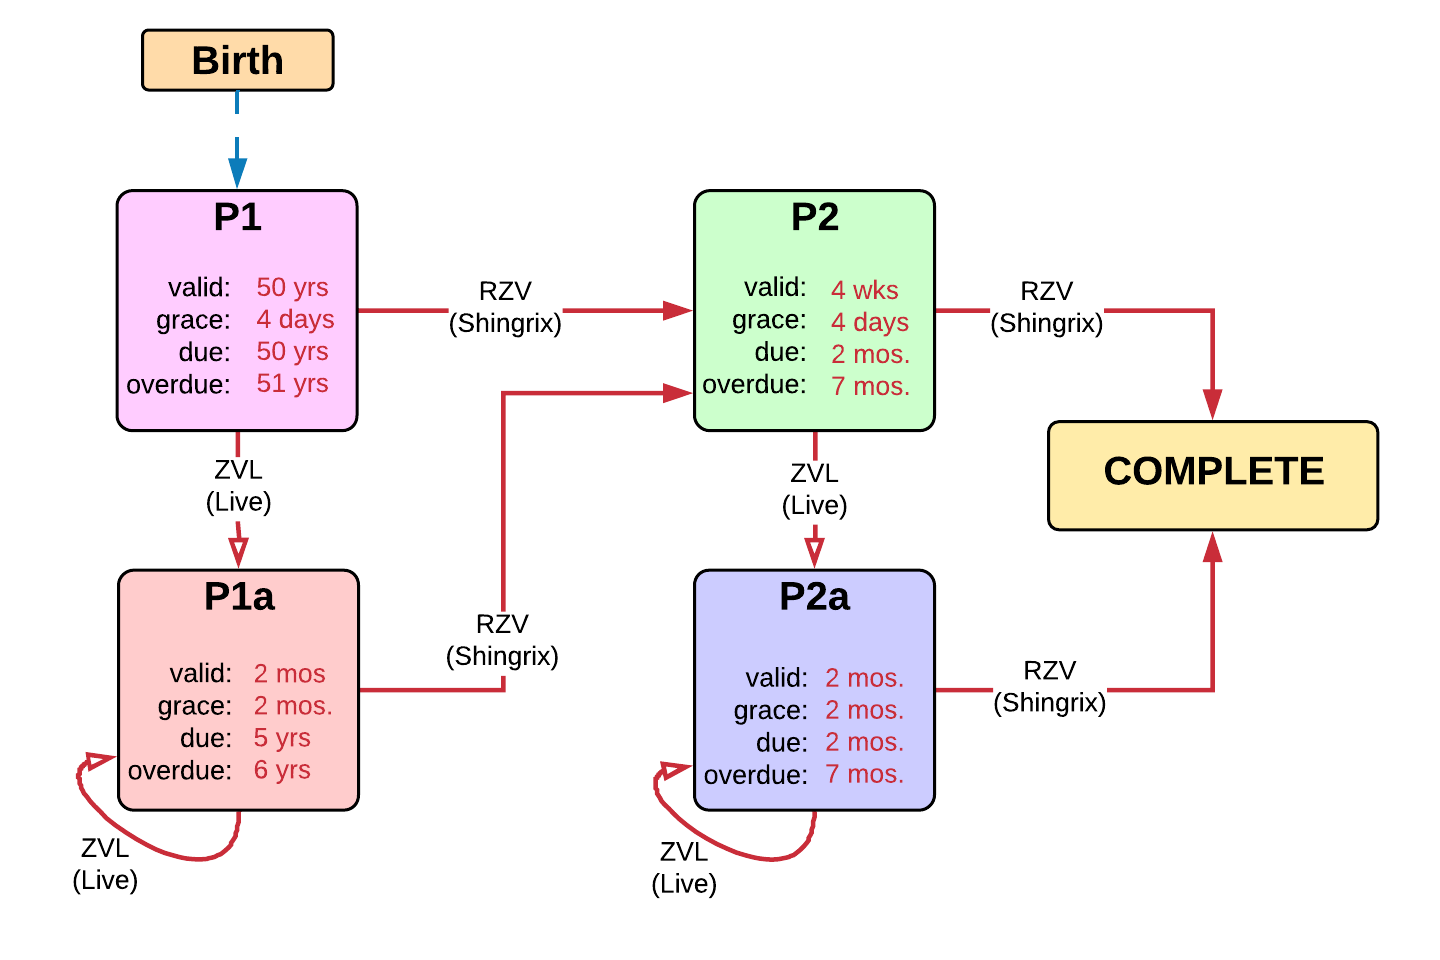 Birth
P1
valid: 50 yrs
grace: 4 days
due: 50 yrs
overdue: 51 yrs
RZV
(Shingrix)
P2
valid: 4 wks
grace: 4 days
due: 2 mos.
overdue: 7 mos.
RZV
(Shingrix)
COMPLETE
ZVL
(Live)
ZVL
(Live)
P1a
valid: 2 mos
grace: 2 mos.
due: 5 yrs
overdue: 6 yrs
RZV
(Shingrix)
P2a
valid: 2 mos.
grace: 2 mos.
due: 2 mos.
overdue: 7 mos.
RZV
(Shingrix)
ZVL
(Live)
ZVL
(Live)